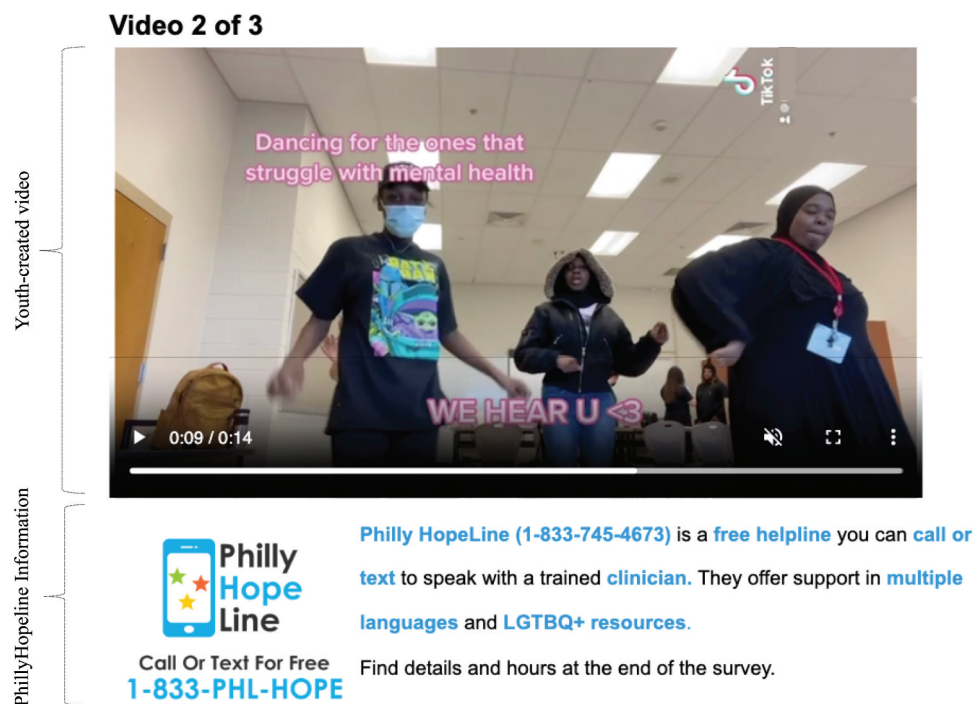 Video 2 of 3
Youth-created video
TikTok
Dancing for the ones that
struggle with mental health
WE HEAR U <3
0:09 / 0:14
PhillyHopeline Information
Philly
Hope
Line
Call Or Text For Free
1-833-PHL-HOPE
Philly HopeLine (1-833-745-4673) is a free helpline you can call or
text to speak with a trained clinician. They offer support in multiple
languages and LGTBQ+ resources.
Find details and hours at the end of the survey.